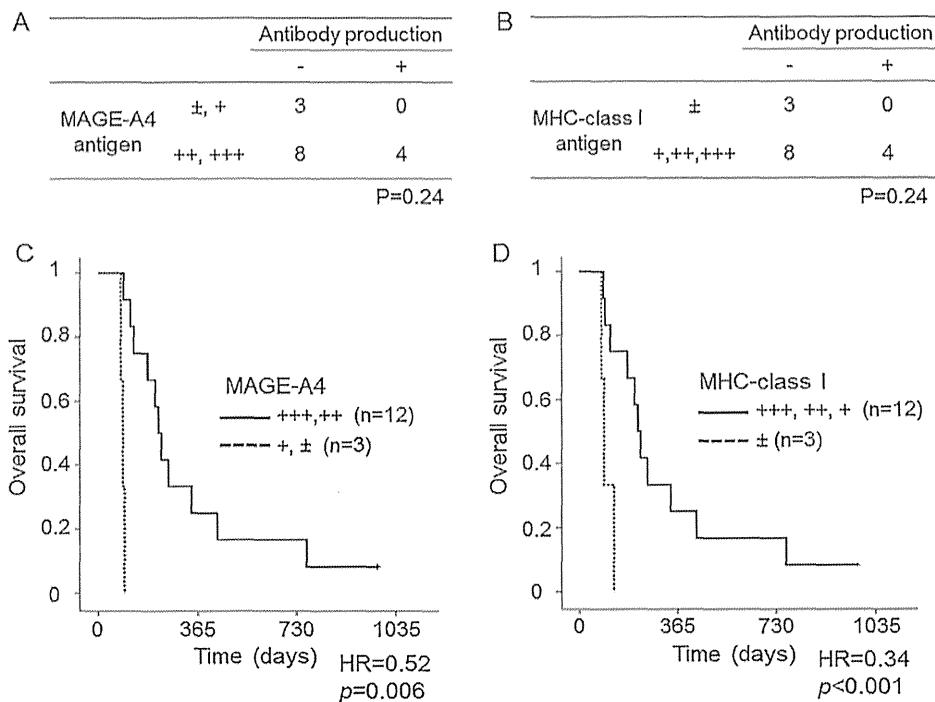 A
Antibody production
- +
MAGE-A4 antigen
±, + 3 0
++, +++ 8 4
P=0.24
B
Antibody production
- +
MHC-class I antigen
± 3 0
+,++,+++ 8 4
P=0.24
C
Overall survival
1
0.8
0.6
0.4
0.2
0
MAGE-A4
+++,++ (n=12)
+, ± (n=3)
0 365 730 1035
Time (days)
HR=0.52
p=0.006
D
Overall survival
1
0.8
0.6
0.4
0.2
0
MHC-class I
+++, ++, + (n=12)
± (n=3)
0 365 730 1035
Time (days)
HR=0.34
p<0.001